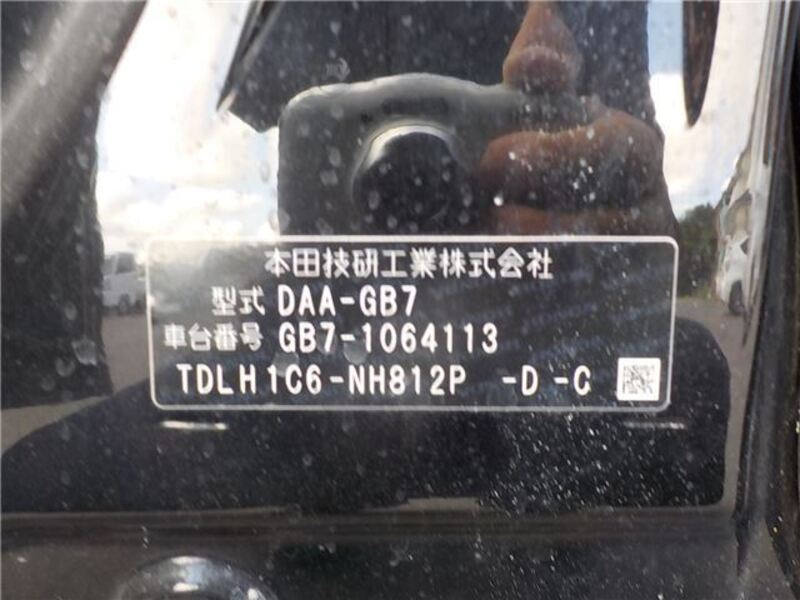 本田技研工業株式会社
型式 DAA-GB7
車台番号 GB7-1064113
TDLH1C6-NH812P -D -C